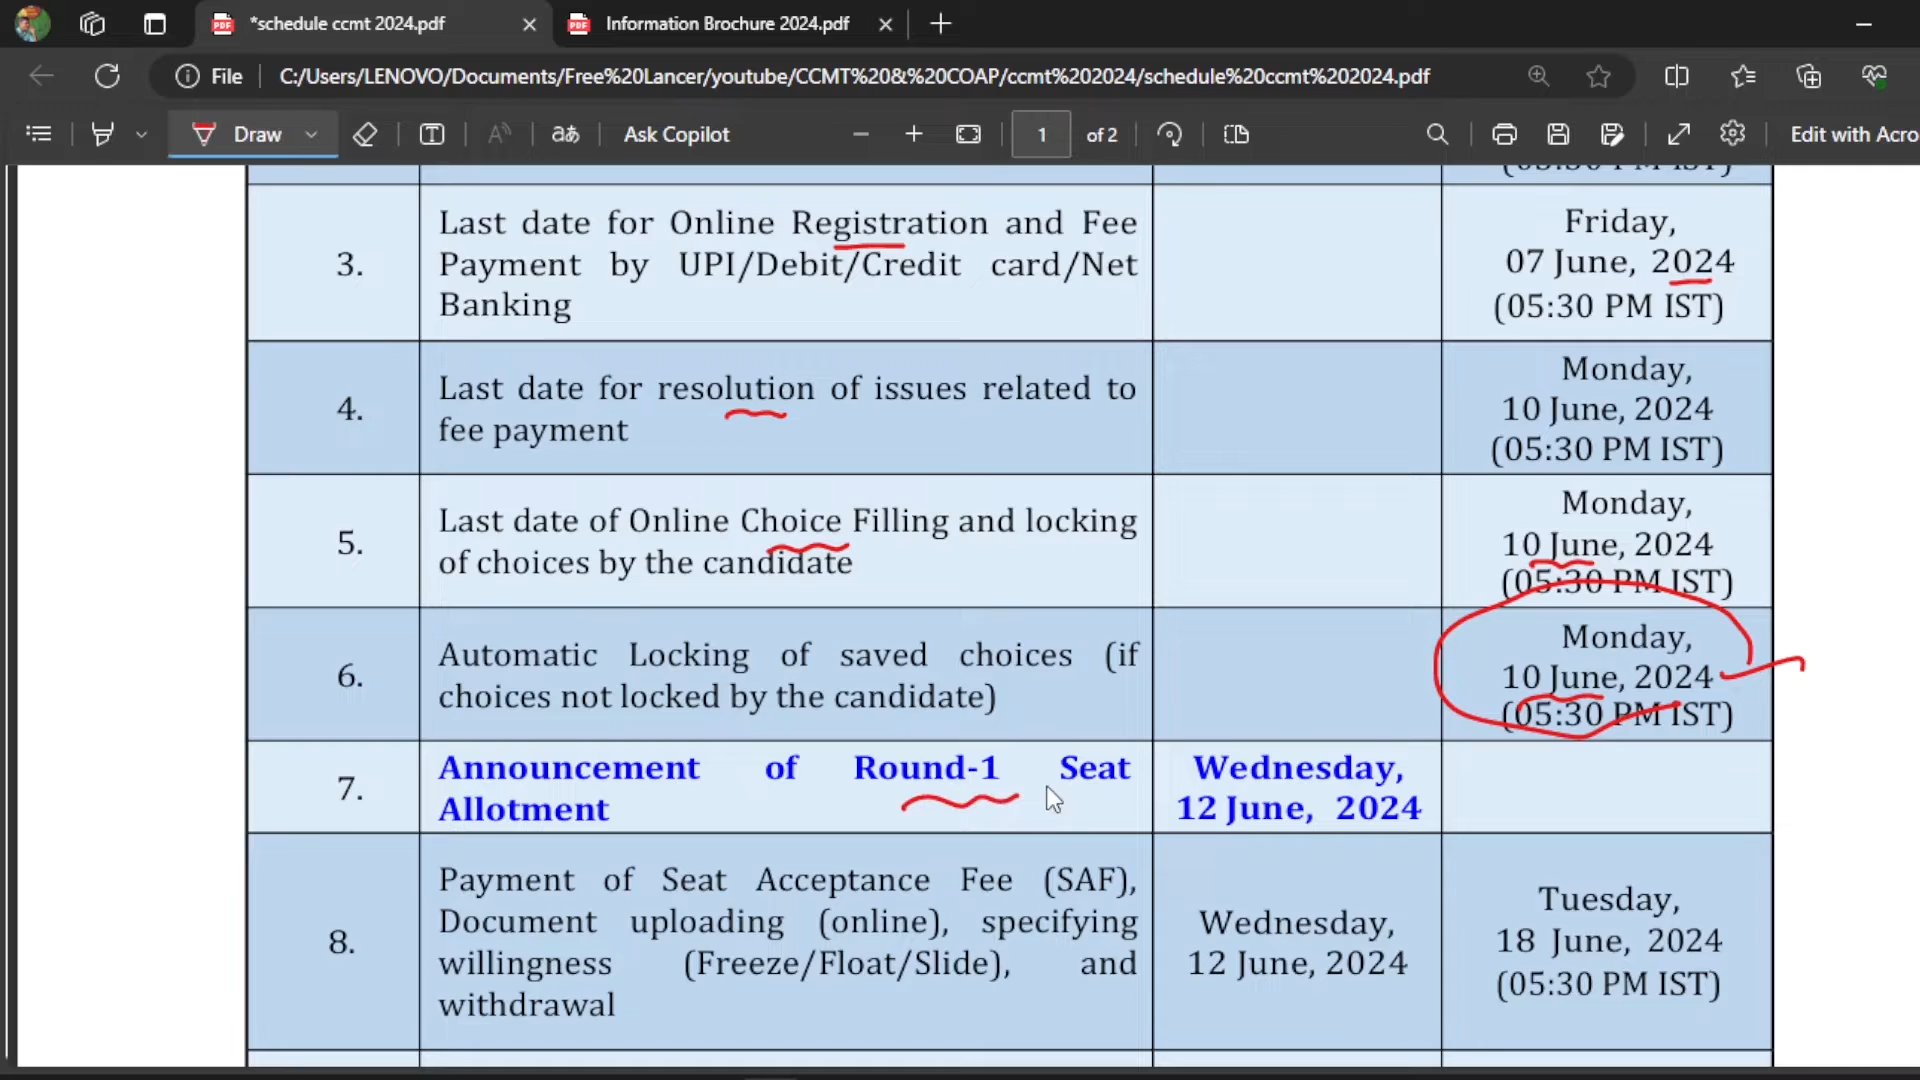 *schedule ccmt 2024.pdf
Information Brochure 2024.pdf
File
C:/Users/LENOVO/Documents/Free%20Lancer/youtube/CCMT%20&%20COAP/ccmt%202024/schedule%20ccmt%202024.pdf
Draw
Ask Copilot
1 of 2
Edit with Acro
3.
Last date for Online Registration and Fee
Payment by UPI/Debit/Credit card/Net
Banking
Friday,
07 June, 2024
(05:30 PM IST)
4.
Last date for resolution of issues related to
fee payment
Monday,
10 June, 2024
(05:30 PM IST)
5.
Last date of Online Choice Filling and locking
of choices by the candidate
Monday,
10 June, 2024
(05:30 PM IST)
6.
Automatic Locking of saved choices (if
choices not locked by the candidate)
Monday,
10 June, 2024
(05:30 PM IST)
7.
Announcement of Round-1 Seat
Allotment
Wednesday,
12 June, 2024
8.
Payment of Seat Acceptance Fee (SAF),
Document uploading (online), specifying
willingness (Freeze/Float/Slide), and
withdrawal
Wednesday,
12 June, 2024
Tuesday,
18 June, 2024
(05:30 PM IST)